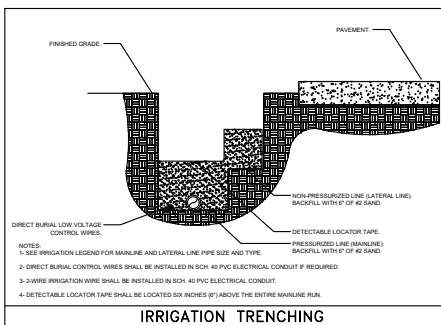 PAVEMENT.
FINISHED GRADE.
NON-PRESSURIZED LINE (LATERAL LINE).
BACKFILL WITH 6" OF #2 SAND.
DIRECT BURIAL LOW VOLTAGE
CONTROL WIRES.
DETECTABLE LOCATOR TAPE.
PRESSURIZED LINE (MAINLINE).
BACKFILL WITH 6" OF #2 SAND.
NOTES:
1- SEE IRRIGATION LEGEND FOR MAINLINE AND LATERAL LINE PIPE SIZE AND TYPE.
2- DIRECT BURIAL CONTROL WIRES SHALL BE INSTALLED IN SCH. 40 PVC ELECTRICAL CONDUIT IF REQUIRED.
3- 2-WIRE IRRIGATION WIRE SHALL BE INSTALLED IN SCH. 40 PVC ELECTRICAL CONDUIT.
4- DETECTABLE LOCATOR TAPE SHALL BE LOCATED SIX INCHES (6") ABOVE THE ENTIRE MAINLINE RUN.
IRRIGATION TRENCHING